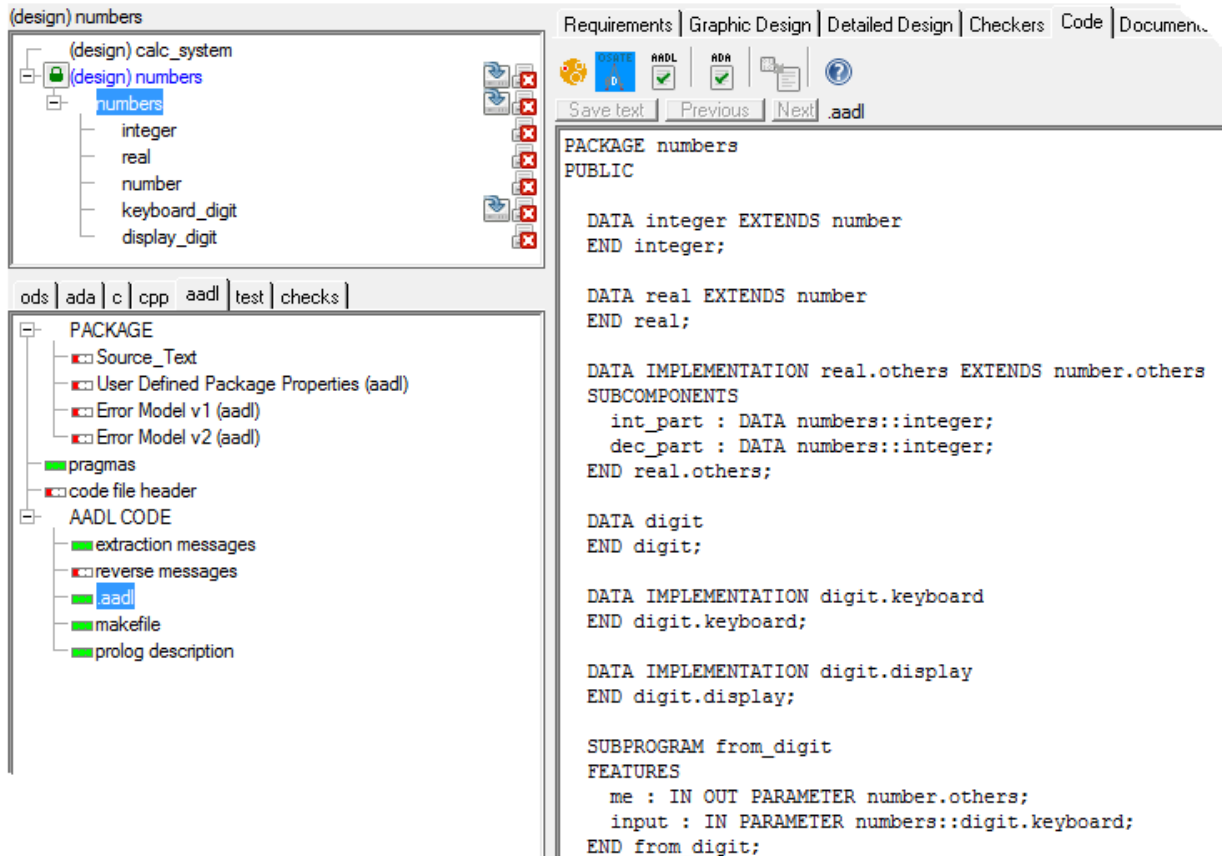 (design) numbers
(design) calc_system
(design) numbers
numbers
integer
real
number
keyboard_digit
display_digit
ods ada c cpp aadl test checks
PACKAGE
Source_Text
User Defined Package Properties (aadl)
Error Model v1 (aadl)
Error Model v2 (aadl)
pragmas
code file header
AADL CODE
extraction messages
reverse messages
.aadl
makefile
prolog description
Requirements Graphic Design Detailed Design Checkers Code
OSATE D AADL ADA ?
Save text Previous Next .aadl
PACKAGE numbers
PUBLIC
DATA integer EXTENDS number
END integer;
DATA real EXTENDS number
END real;
DATA IMPLEMENTATION real.others EXTENDS number.others
SUBCOMPONENTS
int_part : DATA numbers::integer;
dec_part : DATA numbers::integer;
END real.others;
DATA digit
END digit;
DATA IMPLEMENTATION digit.keyboard
END digit.keyboard;
DATA IMPLEMENTATION digit.display
END digit.display;
SUBPROGRAM from_digit
FEATURES
me : IN OUT PARAMETER number.others;
input : IN PARAMETER numbers::digit.keyboard;
END from_digit;